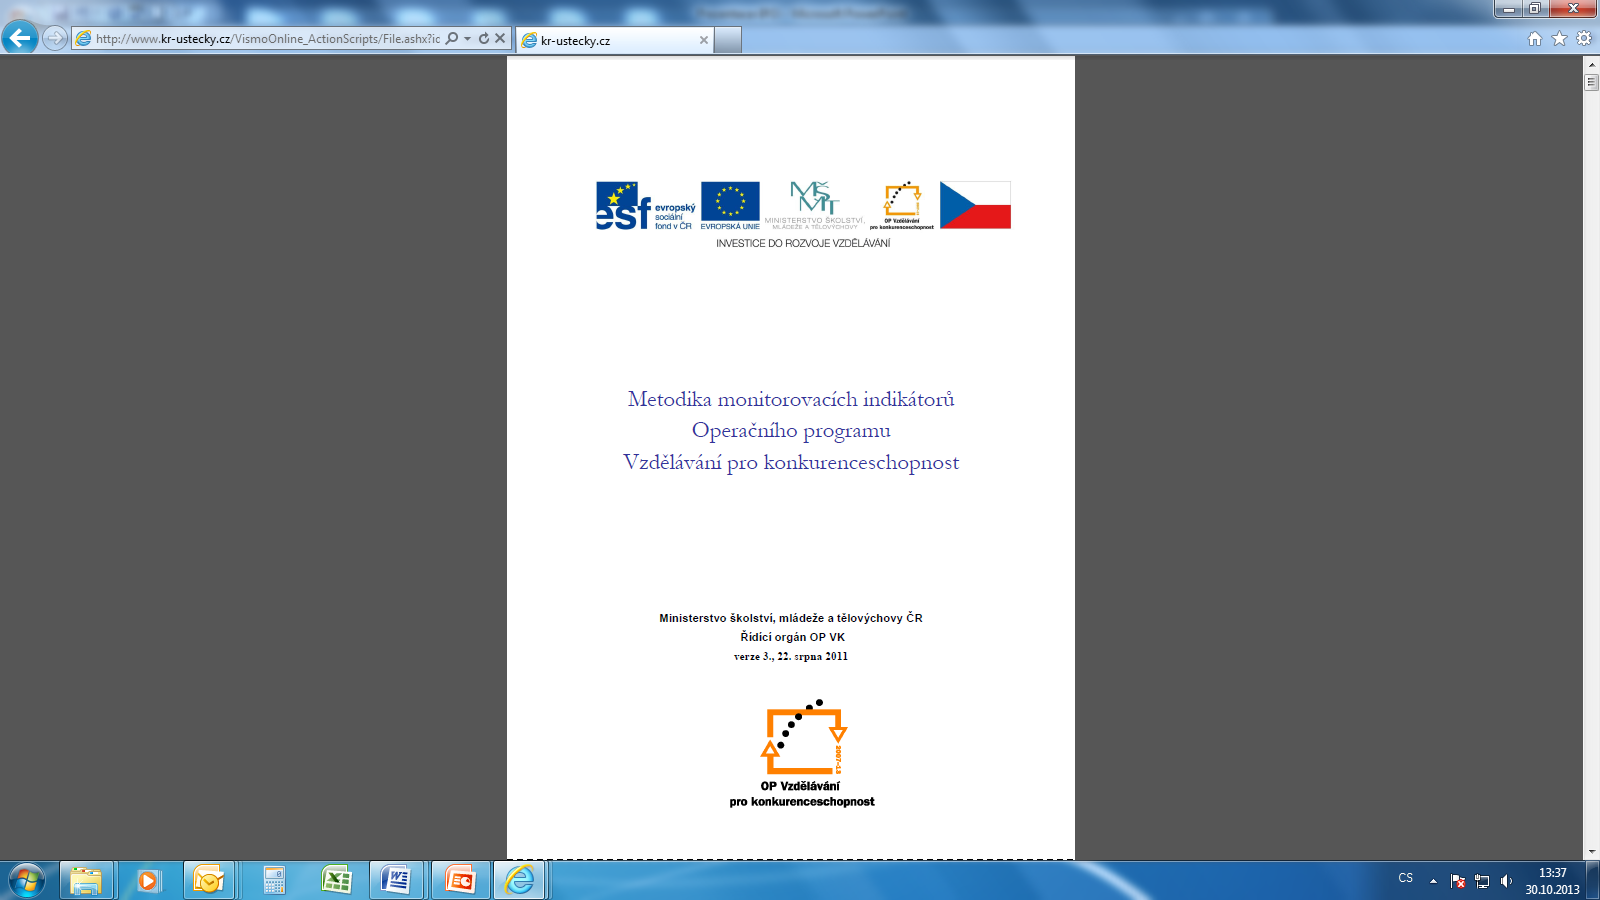 http://www.kr-ustecky.cz/VismoOnline_ActionScripts/File.ashx?ic
kr-ustecky.cz
esf evropský sociální fond v ČR
EVROPSKÁ UNIE
MŠMT
MINISTERSTVO ŠKOLSTVÍ,
MLÁDEŽE A TĚLOVÝCHOVY
OP Vzdělávání
pro konkurenceschopnost
INVESTICE DO ROZVOJE VZDĚLÁVÁNÍ
Metodika monitorovacích indikátorů
Operačního programu
Vzdělávání pro konkurenceschopnost
Ministerstvo školství, mládeže a tělovýchovy ČR
Řídící orgán OP VK
verze 3., 22. srpna 2011
2007-13
OP Vzdělávání
pro konkurenceschopnost
CS
13:37
30.10.2013